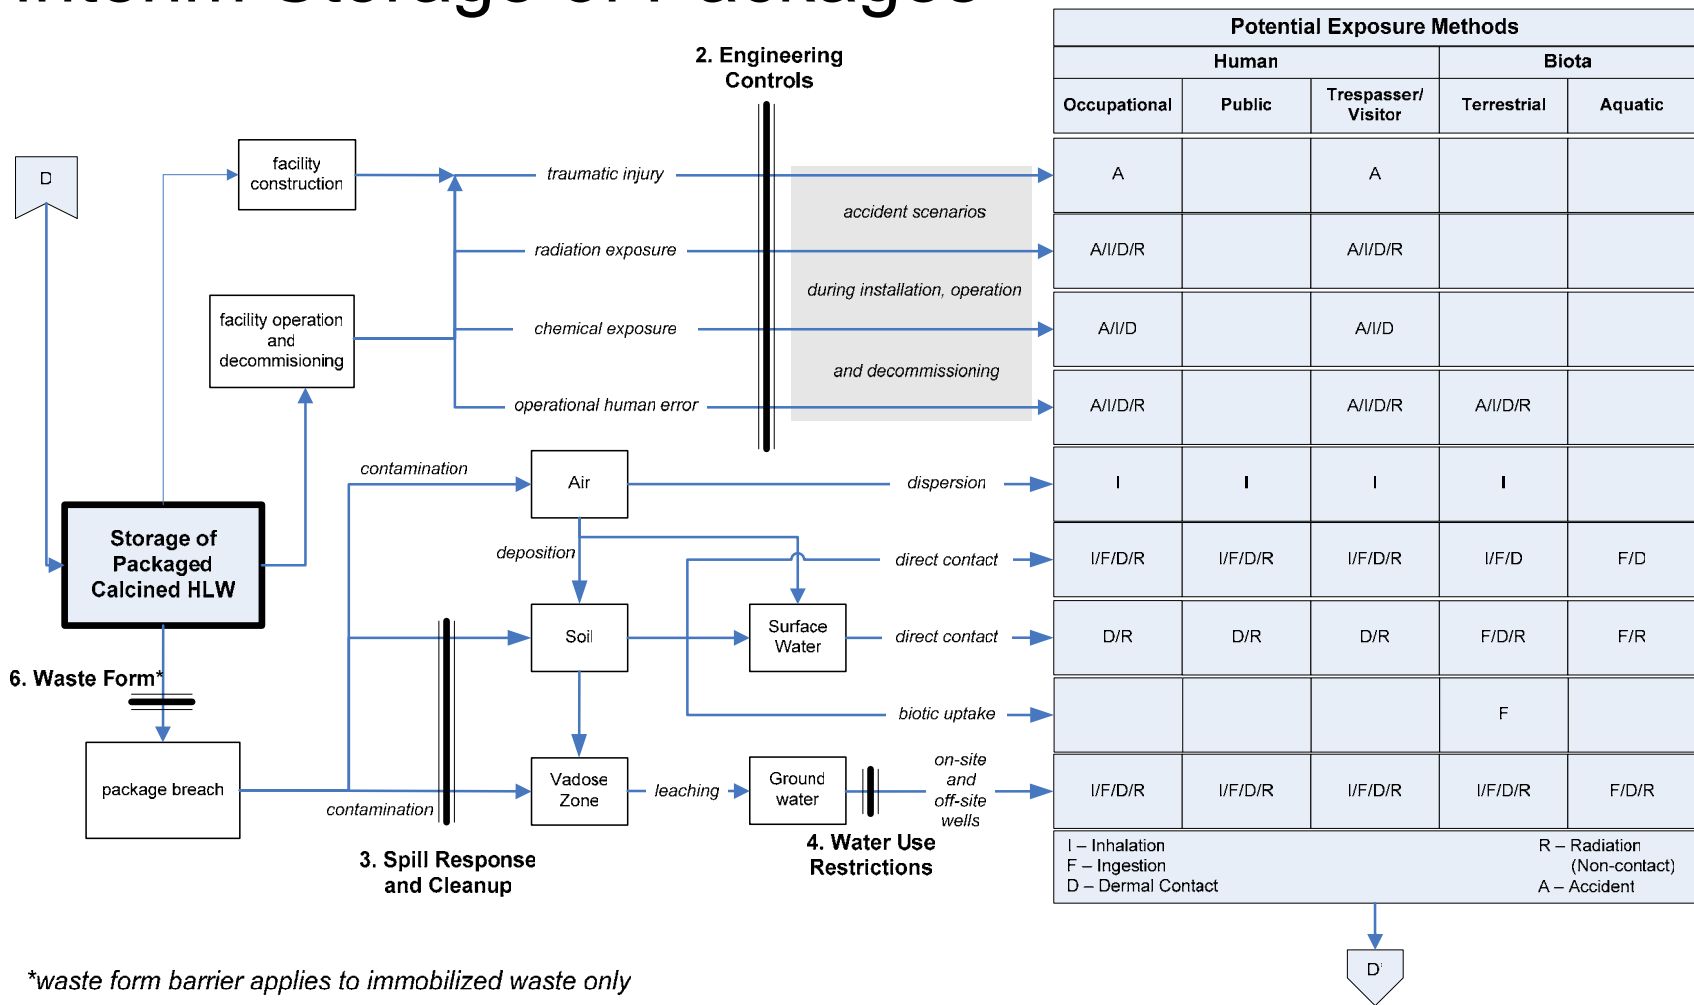 Interim Storage of Packages
Potential Exposure Methods
Human
Biota
Occupational
Public
Trespasser/
Visitor
Terrestrial
Aquatic
2. Engineering
Controls
D
facility
construction
traumatic injury
A
A
accident scenarios
radiation exposure
A/I/D/R
A/I/D/R
during installation, operation
facility operation
and
decommisioning
chemical exposure
A/I/D
A/I/D
and decommissioning
operational human error
A/I/D/R
A/I/D/R
A/I/D/R
contamination
Air
dispersion
I
I
I
I
Storage of
Packaged
Calcined HLW
deposition
direct contact
I/F/D/R
I/F/D/R
I/F/D/R
I/F/D
F/D
Soil
Surface
Water
direct contact
D/R
D/R
D/R
F/D/R
F/R
6. Waste Form*
biotic uptake
F
package breach
contamination
Vadose
Zone
leaching
Ground
water
on-site
and
off-site
wells
I/F/D/R
I/F/D/R
I/F/D/R
I/F/D/R
F/D/R
3. Spill Response
and Cleanup
4. Water Use
Restrictions
I – Inhalation
F – Ingestion
D – Dermal Contact
R – Radiation
(Non-contact)
A – Accident
D'
*waste form barrier applies to immobilized waste only